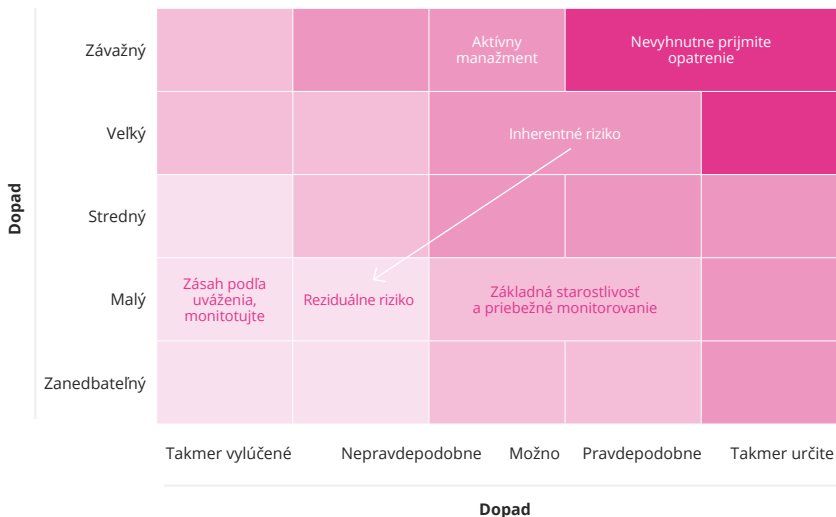 Závažný
Aktívny
manažment
Nevyhnutne prijmite
opatrenie
Veľký
Inherentné riziko
Dopad
Stredný
Malý
Zásah podľa
uváženia,
monitotujte
Reziduálne riziko
Základná starostlivosť
a priebežné monitorovanie
Zanedbateľný
Takmer vylúčené
Nepravdepodobne
Možno
Pravdepodobne
Takmer určite
Dopad